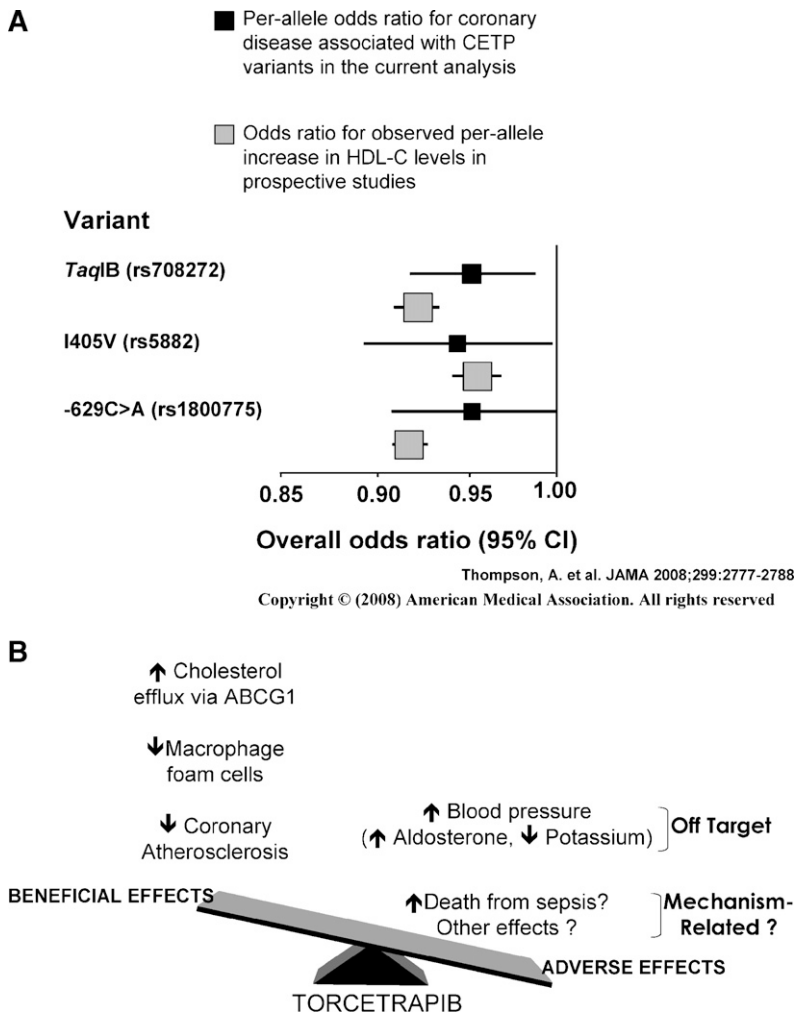 A
Per-allele odds ratio for coronary
disease associated with CETP
variants in the current analysis
Odds ratio for observed per-allele
increase in HDL-C levels in
prospective studies
Variant
TaqIB (rs708272)
I405V (rs5882)
-629C>A (rs1800775)
0.85 0.90 0.95 1.00
Overall odds ratio (95% CI)
Thompson, A. et al. JAMA 2008;299:2777-2788
Copyright © (2008) American Medical Association. All rights reserved
B
↑ Cholesterol
efflux via ABCG1
↓Macrophage
foam cells
↓ Coronary
Atherosclerosis
↑ Blood pressure
(↑ Aldosterone, ↓ Potassium)
Off Target
BENEFICIAL EFFECTS
↑Death from sepsis?
Other effects ?
Mechanism-
Related ?
ADVERSE EFFECTS
TORCETRAPIB